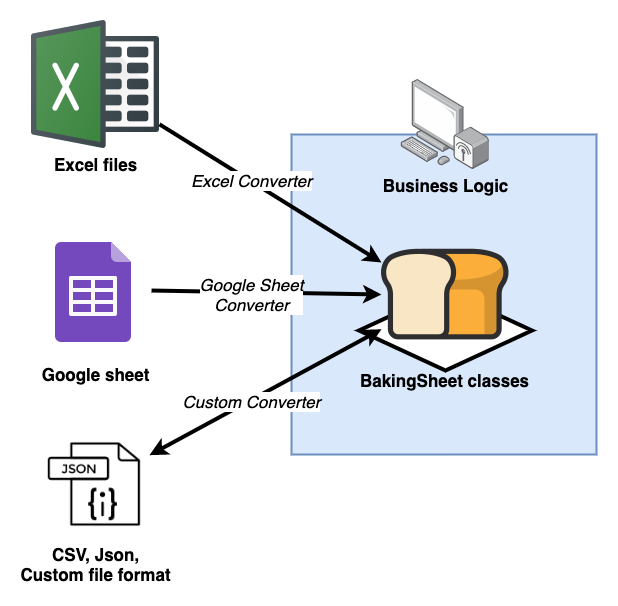 X
Excel files
Excel Converter
Business Logic
Google Sheet
Converter
Google sheet
BakingSheet classes
Custom Converter
JSON
{i}
CSV, Json,
Custom file format